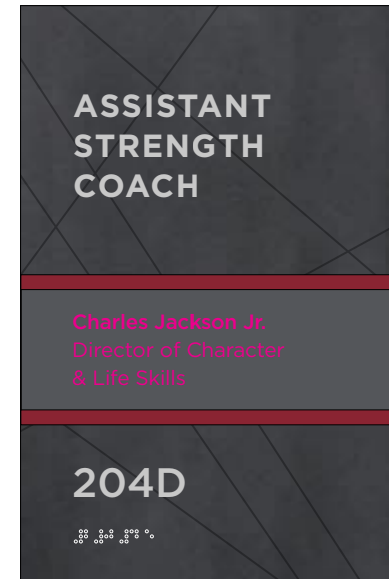 ASSISTANT
STRENGTH
COACH
Charles Jackson Jr.
Director of Character
& Life Skills
204D